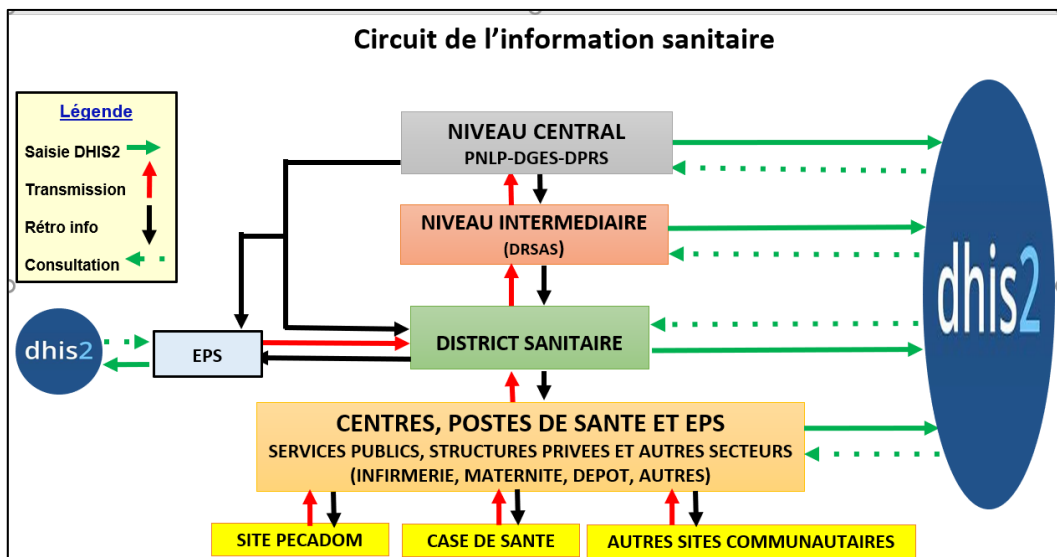 Circuit de l'information sanitaire
Légende
Saisie DHIS2
Transmission
Rétro info
Consultation
NIVEAU CENTRAL
PNLP-DGES-DPRS
NIVEAU INTERMEDIAIRE
(DRSAS)
DISTRICT SANITAIRE
EPS
dhis2
dhis2
CENTRES, POSTES DE SANTE ET EPS
SERVICES PUBLICS, STRUCTURES PRIVEES ET AUTRES SECTEURS
(INFIRMERIE, MATERNITE, DEPOT, AUTRES)
SITE PECADOM
CASE DE SANTE
AUTRES SITES COMMUNAUTAIRES